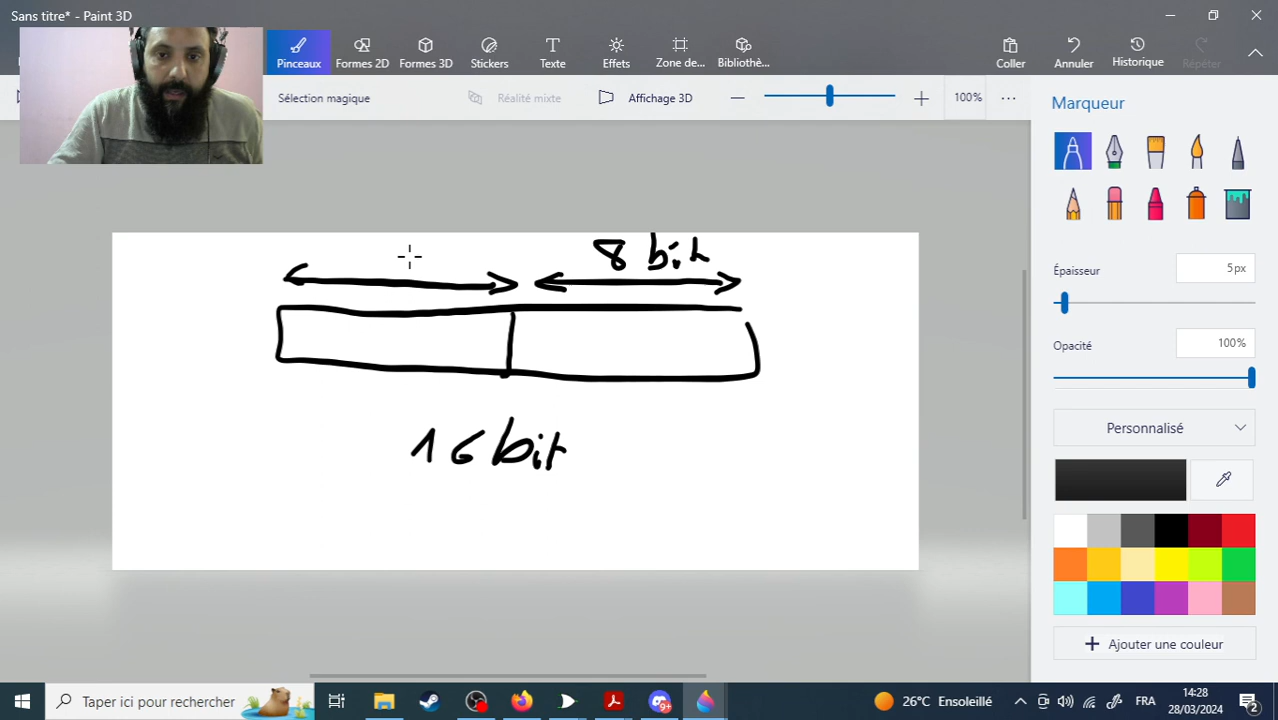 Sans titre* - Paint 3D
Pinceaux
Formes 2D
Formes 3D
Stickers
Texte
Effets
Zone de...
Bibliothè...
Coller
Annuler
Historique
Répéter
Sélection magique
Réalité mixte
Affichage 3D
100%
Marqueur
8 bit
16 bit
Épaisseur
5px
Opacité
100%
Personnalisé
Ajouter une couleur
Taper ici pour rechercher
9+
26°C Ensoleillé
FRA
14:28
28/03/2024
2